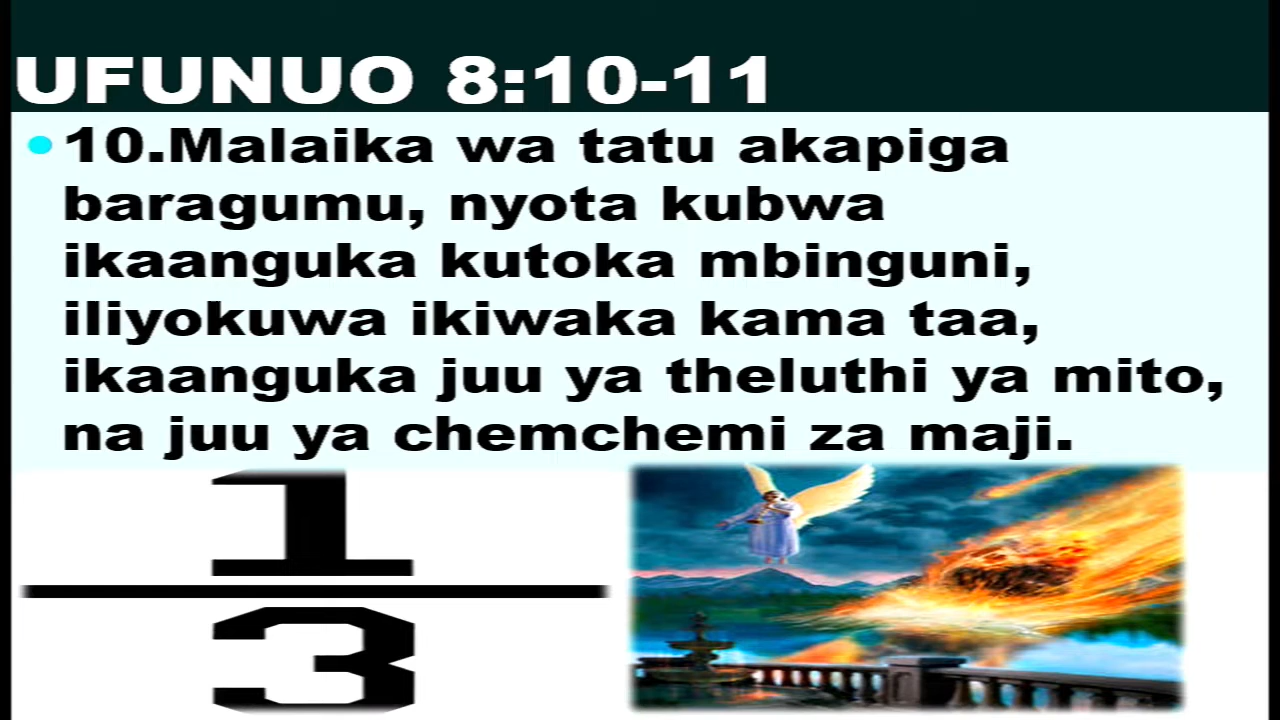 UFUNUO 8:10-11
10.Malaika wa tatu akapiga
baragumu, nyota kubwa
ikaanguka kutoka mbinguni,
iliyokuwa ikiwaka kama taa,
ikaanguka juu ya theluthi ya mito,
na juu ya chemchemi za maji.
1
3